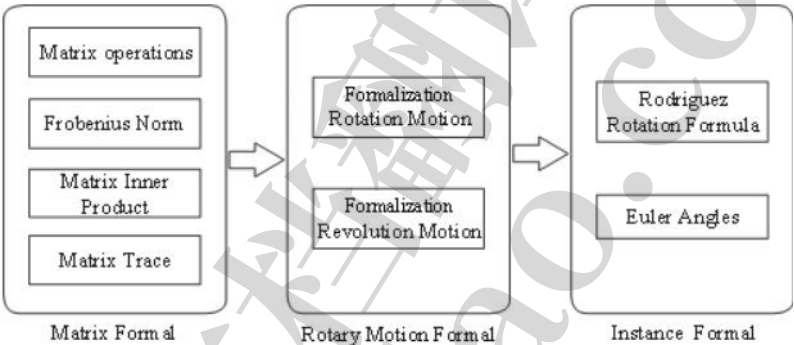 Matrix operations
Frobenius Norm
Matrix Inner
Product
Matrix Trace
Matrix Formal
Formalization
Rotation Motion
Formalization
Revolution Motion
Rotary Motion Formal
Rodriguez
Rotation Formula
Euler Angles
Instance Formal